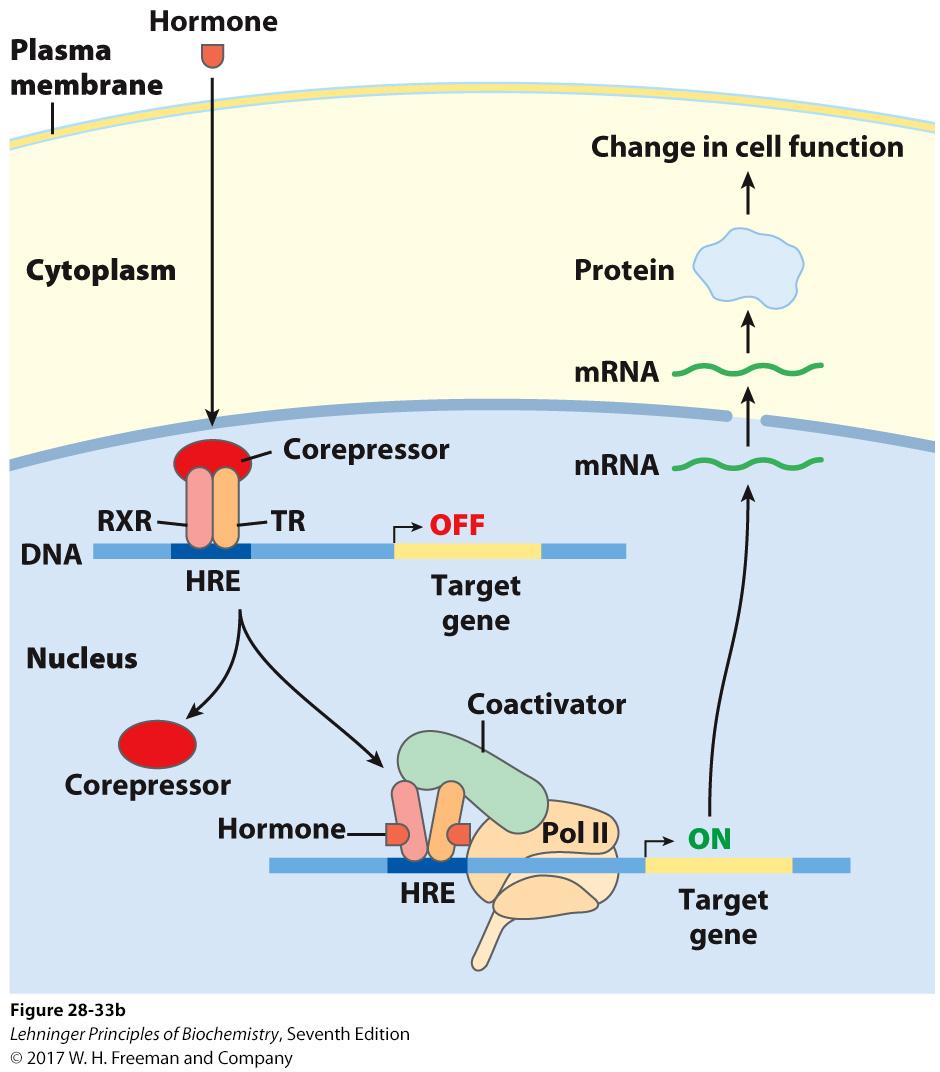 Hormone
Plasma
membrane
Change in cell function
Cytoplasm
Protein
mRNA
Corepressor
mRNA
RXR
TR
OFF
DNA
HRE
Target
gene
Nucleus
Coactivator
Corepressor
Hormone
Pol II
ON
HRE
Target
gene
Figure 28-33b
Lehninger Principles of Biochemistry, Seventh Edition
© 2017 W. H. Freeman and Company